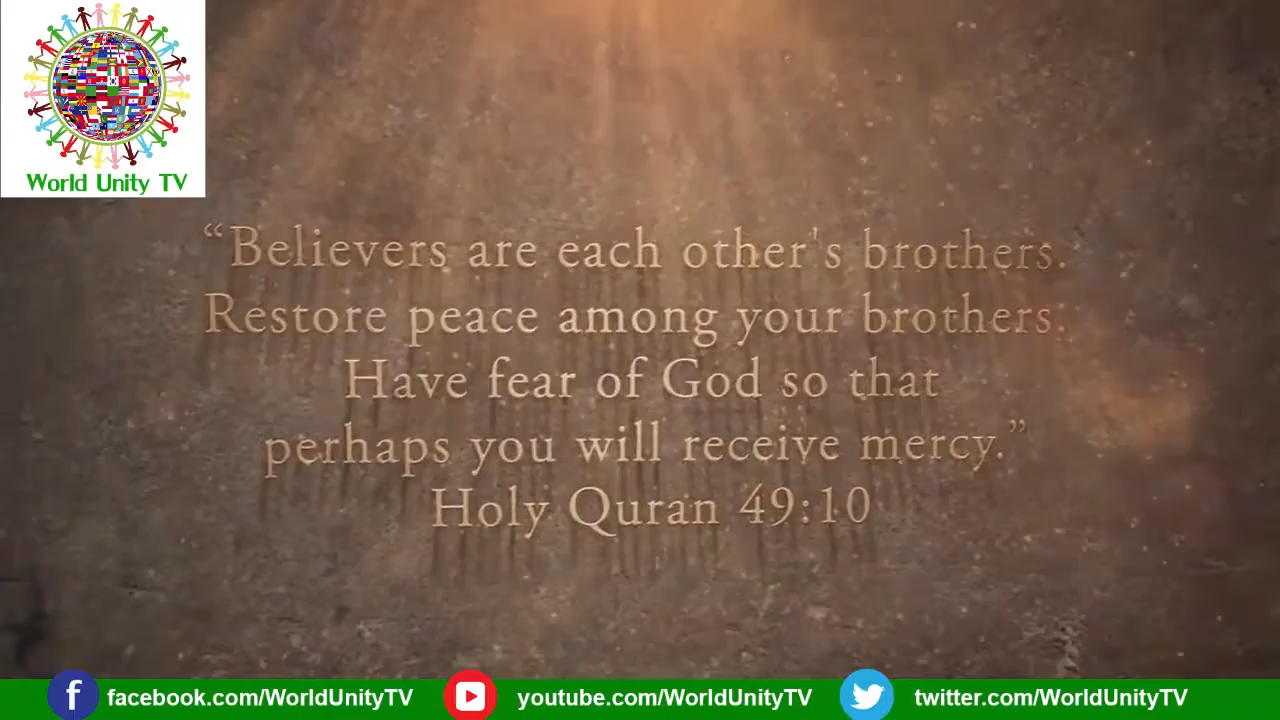 World Unity TV
“Believers are each other's brothers.
Restore peace among your brothers.
Have fear of God so that
perhaps you will receive mercy.”
Holy Quran 49:10
facebook.com/WorldUnityTV
youtube.com/WorldUnityTV
twitter.com/WorldUnityTV